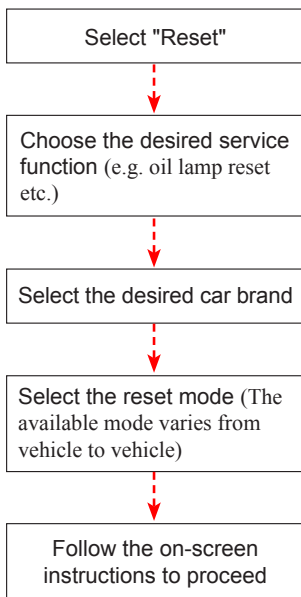 Select "Reset"
Choose the desired service
function (e.g. oil lamp reset
etc.)
Select the desired car brand
Select the reset mode (The
available mode varies from
vehicle to vehicle)
Follow the on-screen
instructions to proceed